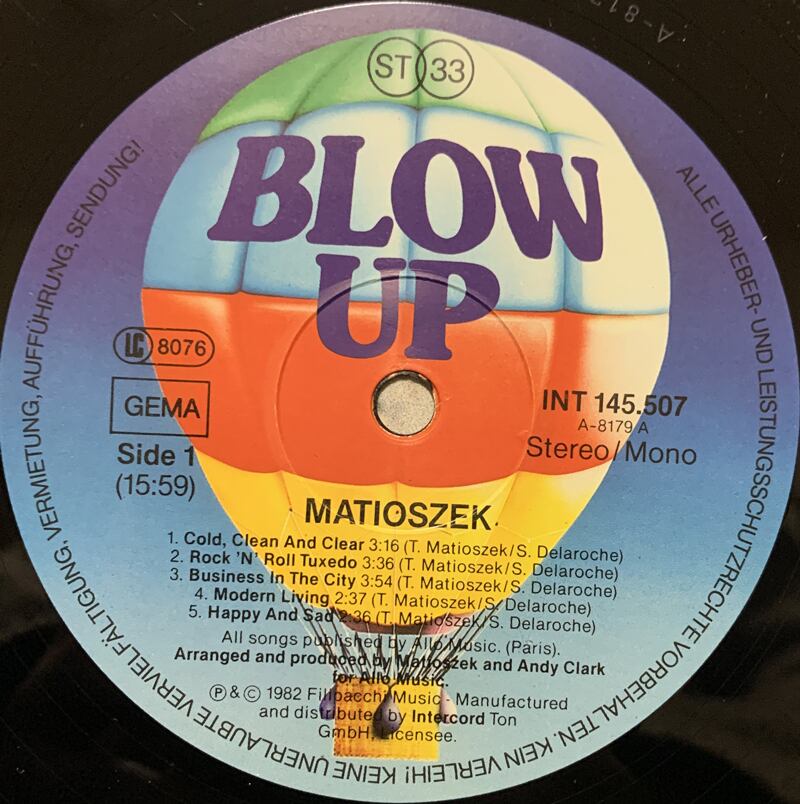 ST 33
BLOW
UP
LC 8076
GEMA
Side 1
(15:59)
INT 145.507
A-8179 A
Stereo/Mono
MATIOSZEK
1. Cold, Clean And Clear 3:16 (T. Matioszek/S. Delaroche)
2. Rock 'N' Roll Tuxedo 3:36 (T. Matioszek/S. Delaroche)
3. Business In The City 3:54 (T. Matioszek/S. Delaroche)
4. Modern Living 2:37 (T. Matioszek/S. Delaroche)
5. Happy And Sad 2:36 (T. Matioszek/S. Delaroche)
All songs published by Allo Music. (Paris).
Arranged and produced by Matioszek and Andy Clark
for Allo Music.
Ⓟ & © 1982 Filipacchi Music · Manufactured
and distributed by Intercord Ton
GmbH, Licensee.
ALLE URHEBER- UND LEISTUNGSSCHUTZRECHTE VORBEHALTEN. KEIN VERLEIH! KEINE UNERLAUBTE VERVIELFÄLTIGUNG, VERMIETUNG, AUFFÜHRUNG, SENDUNG!